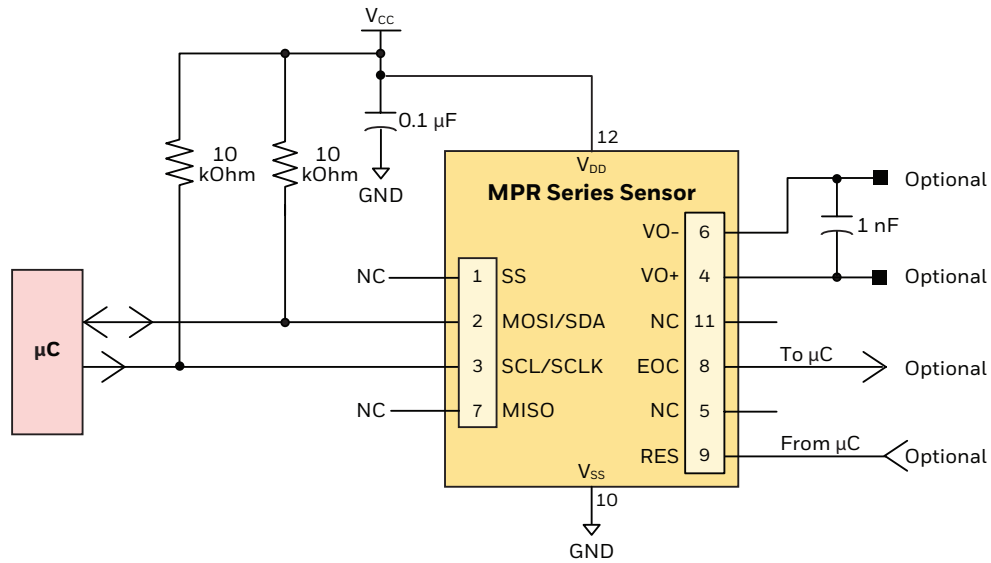 VCC
0.1 µF
GND
10
kOhm
10
kOhm
12
VDD
MPR Series Sensor
µC
NC
1 SS
2 MOSI/SDA
3 SCL/SCLK
NC
7 MISO
VO- 6
VO+ 4
NC 11
EOC 8
NC 5
RES 9
Optional
1 nF
Optional
To µC
Optional
From µC
Optional
VSS
10
GND